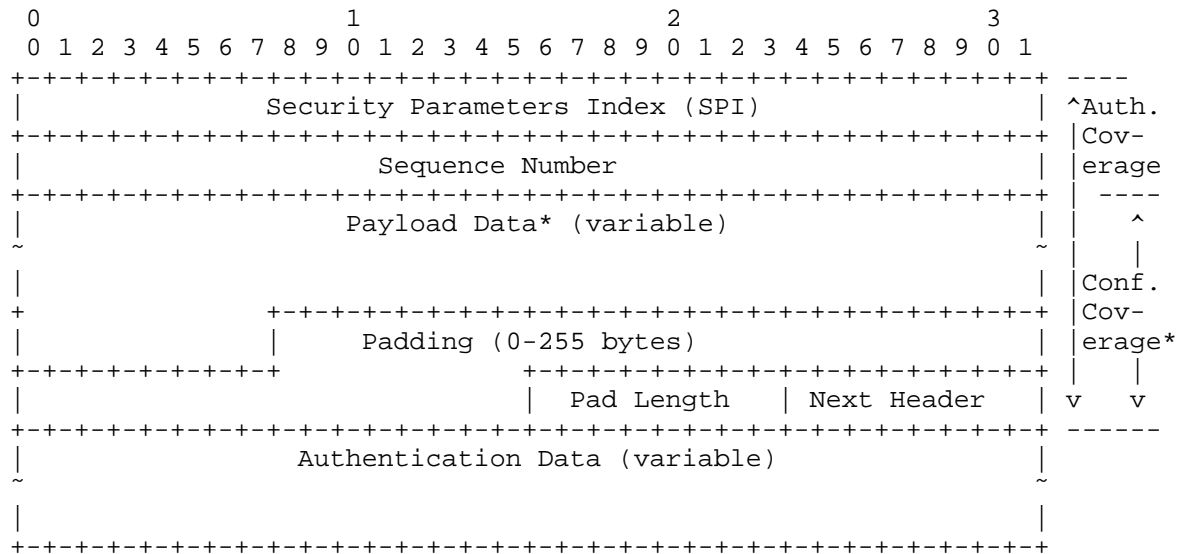 0                   1                   2                   3
 0 1 2 3 4 5 6 7 8 9 0 1 2 3 4 5 6 7 8 9 0 1 2 3 4 5 6 7 8 9 0 1
+-+-+-+-+-+-+-+-+-+-+-+-+-+-+-+-+-+-+-+-+-+-+-+-+-+-+-+-+-+-+-+-+ ----
|               Security Parameters Index (SPI)                 | ^Auth.
+-+-+-+-+-+-+-+-+-+-+-+-+-+-+-+-+-+-+-+-+-+-+-+-+-+-+-+-+-+-+-+-+ |Cov-
|                      Sequence Number                          | |erage
+-+-+-+-+-+-+-+-+-+-+-+-+-+-+-+-+-+-+-+-+-+-+-+-+-+-+-+-+-+-+-+-+ | ----
|                    Payload Data* (variable)                   | |   ^
~                                                               ~ |   |
|                                                               | |Conf.
+               +-+-+-+-+-+-+-+-+-+-+-+-+-+-+-+-+-+-+-+-+-+-+-+-+ |Cov-
|               |     Padding (0-255 bytes)                     | |erage*
+-+-+-+-+-+-+-+-+               +-+-+-+-+-+-+-+-+-+-+-+-+-+-+-+-+ |   |
|                               |  Pad Length   | Next Header   | v   v
+-+-+-+-+-+-+-+-+-+-+-+-+-+-+-+-+-+-+-+-+-+-+-+-+-+-+-+-+-+-+-+-+ ------
|                 Authentication Data (variable)                |
~                                                               ~
|                                                               |
+-+-+-+-+-+-+-+-+-+-+-+-+-+-+-+-+-+-+-+-+-+-+-+-+-+-+-+-+-+-+-+-+